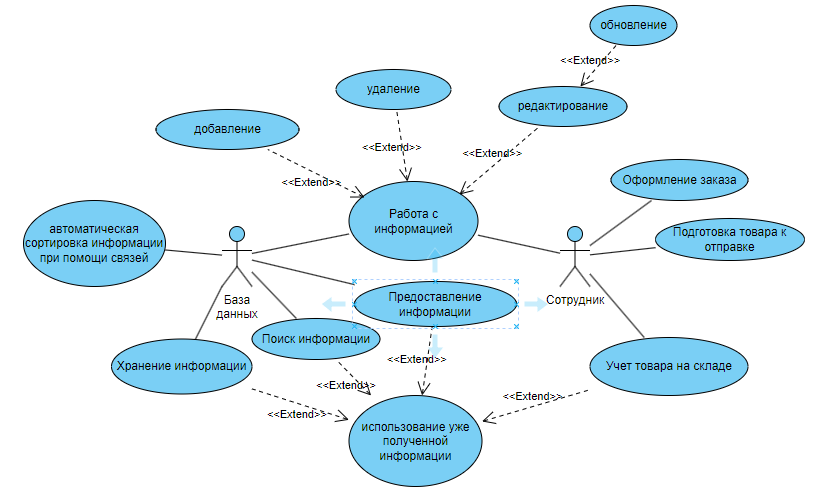 обновление
<<Extend>>
удаление
редактирование
добавление
<<Extend>>
<<Extend>>
<<Extend>>
Оформление заказа
Работа с
информацией
автоматическая
сортировка информации
при помощи связей
Подготовка товара к
отправке
База
данных
Предоставление
информации
Сотрудник
Поиск информации
Хранение информации
<<Extend>>
Учет товара на складе
<<Extend>>
<<Extend>>
<<Extend>>
использование уже
полученной
информации